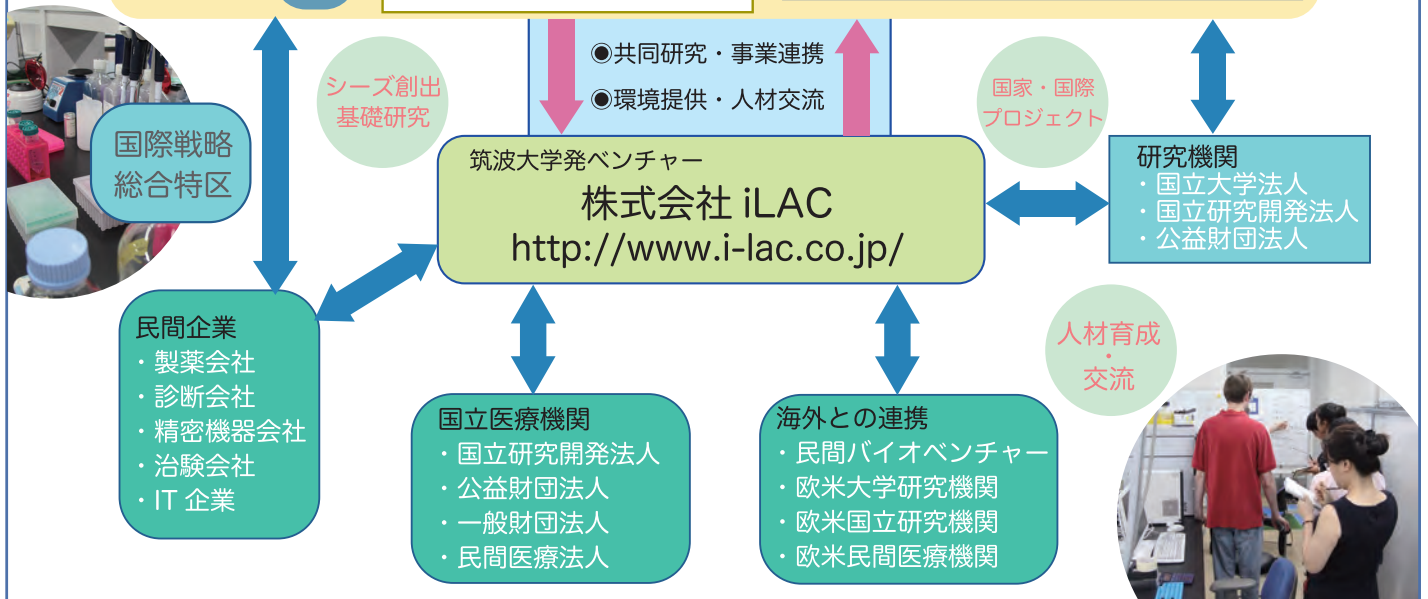 ◉共同研究・事業連携
◉環境提供・人材交流
シーズ創出
基礎研究
国家・国際
プロジェクト
国際戦略
総合特区
筑波大学発ベンチャー
株式会社 iLAC
http://www.i-lac.co.jp/
研究機関
・国立大学法人
・国立研究開発法人
・公益財団法人
民間企業
・製薬会社
・診断会社
・精密機器会社
・治験会社
・IT 企業
国立医療機関
・国立研究開発法人
・公益財団法人
・一般財団法人
・民間医療法人
海外との連携
・民間バイオベンチャー
・欧米大学研究機関
・欧米国立研究機関
・欧米民間医療機関
人材育成
・
交流